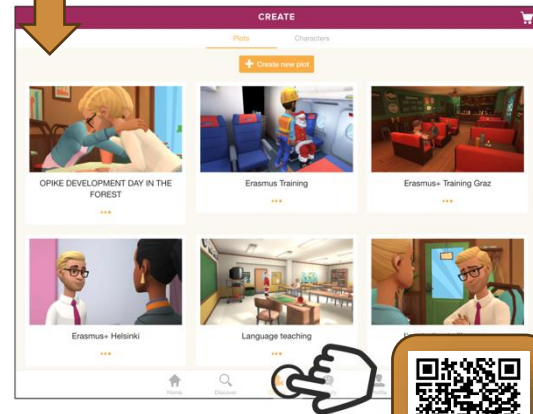 CREATE
Plots Characters
+ Create new plot
OPIKE DEVELOPMENT DAY IN THE
FOREST
Erasmus Training
Erasmus+ Training Graz
Erasmus+ Helsinki
Language teaching
Home Discover Profile